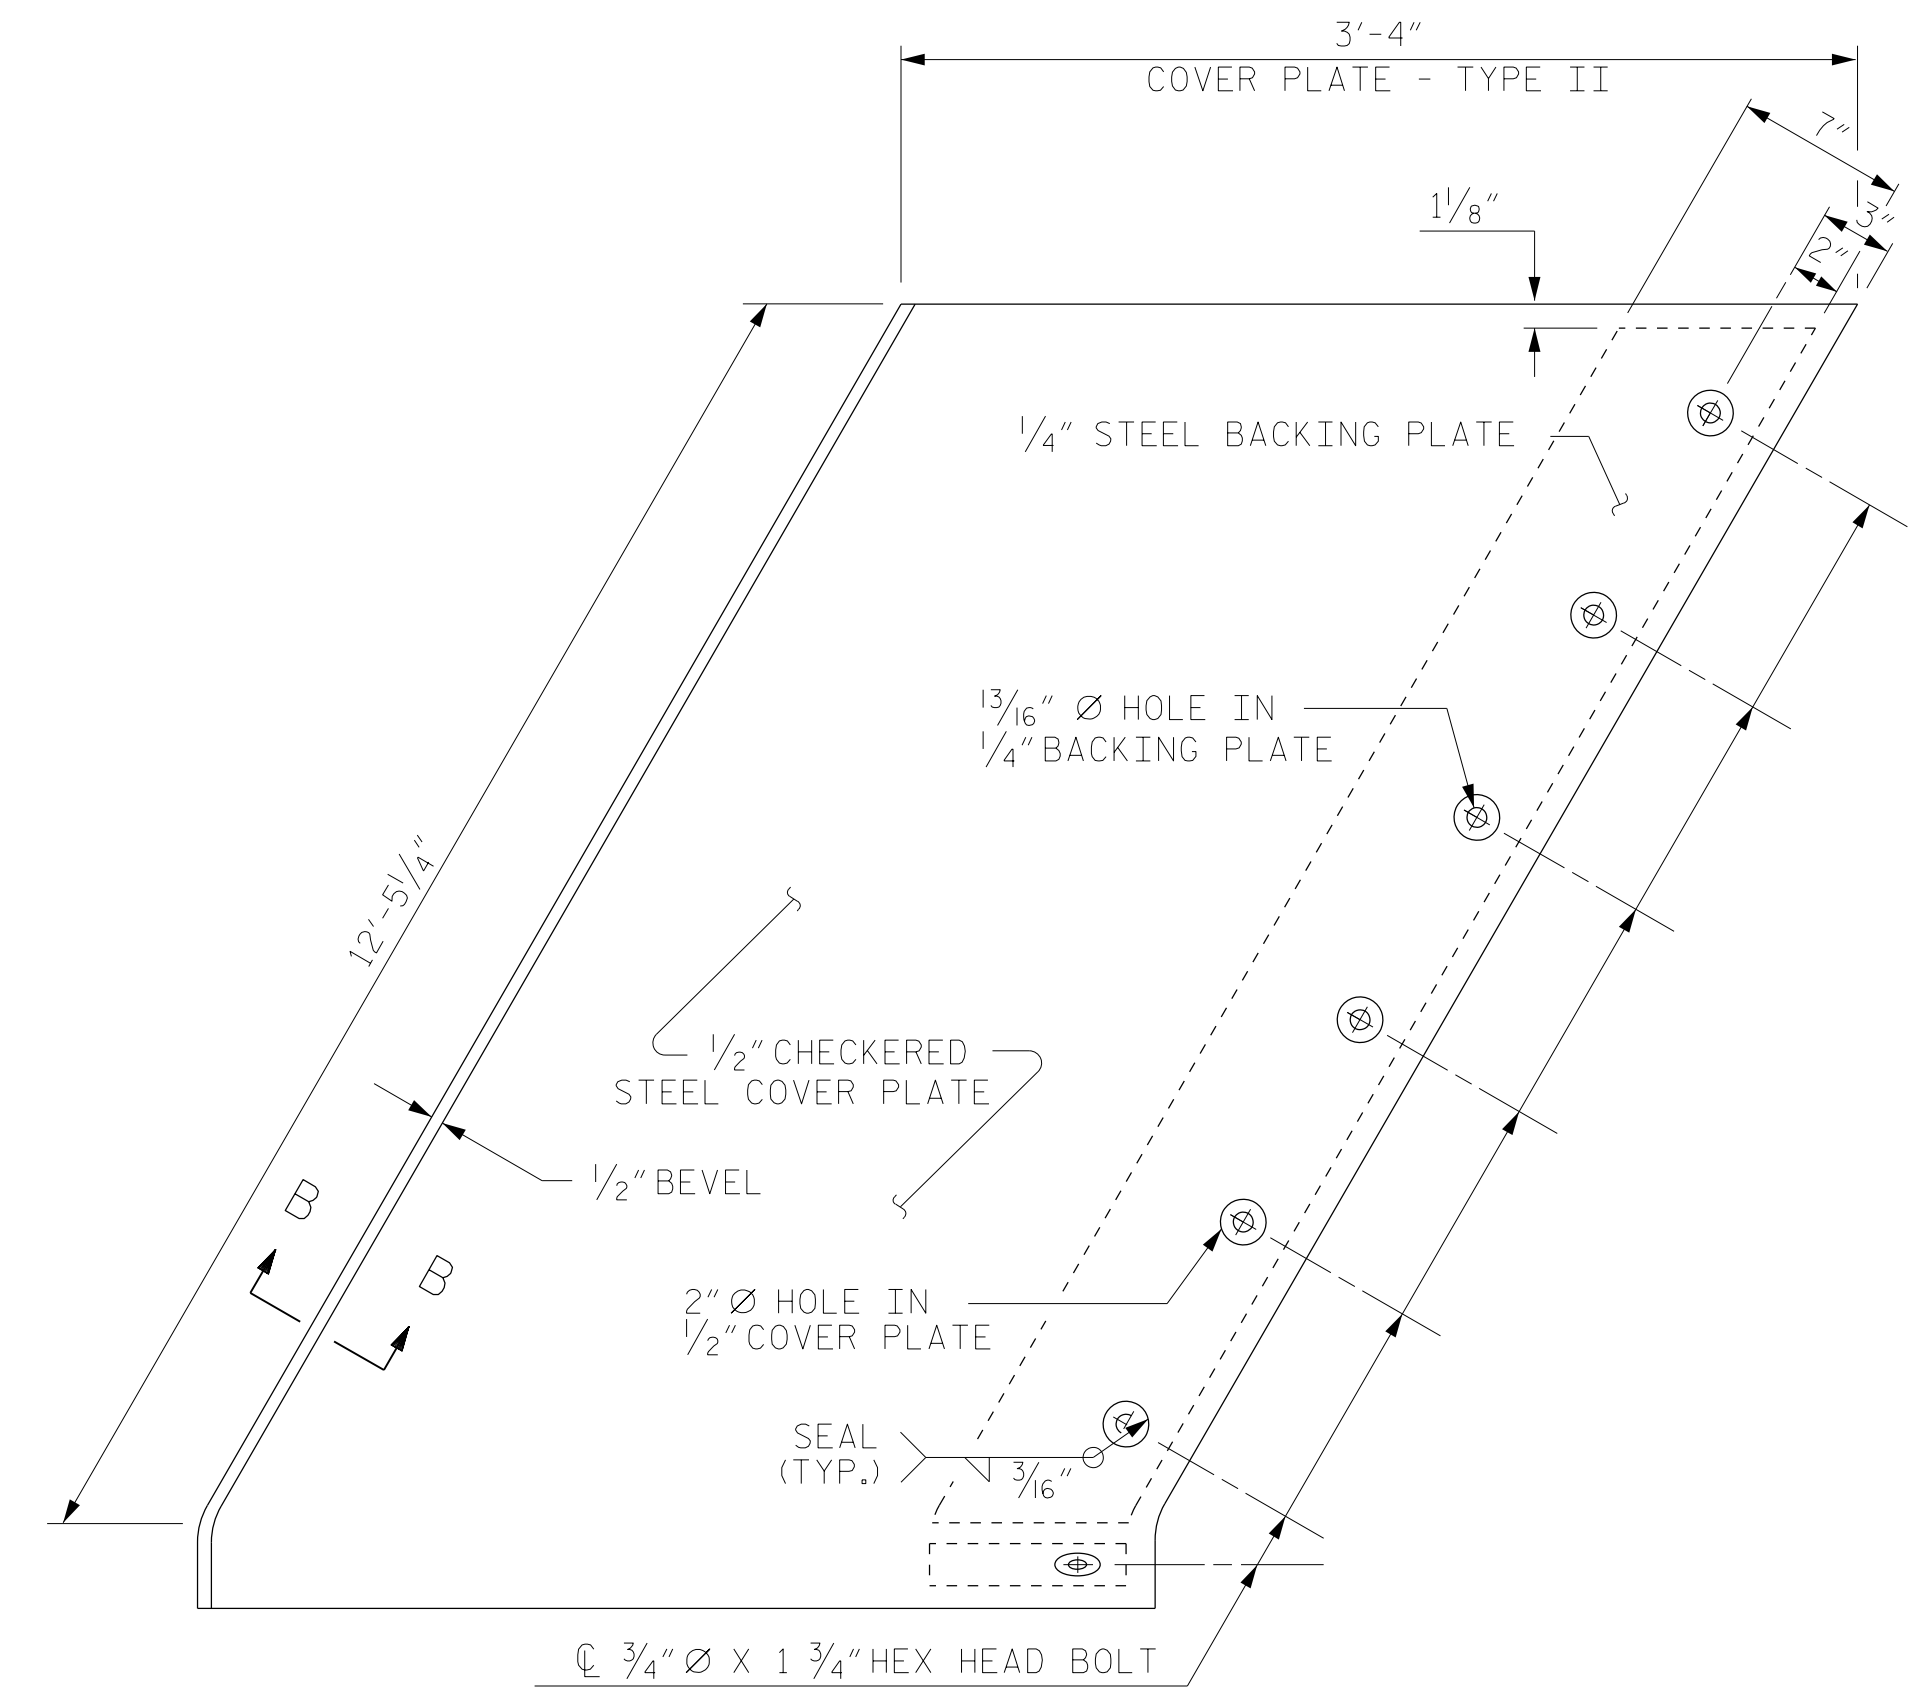 3'-4"
COVER PLATE - TYPE II
7"
3"
2"
1 1/8"
1/4" STEEL BACKING PLATE
13/16" Ø HOLE IN
1/4" BACKING PLATE
12'-5 1/4"
1/2" CHECKERED
STEEL COVER PLATE
1/2" BEVEL
B
B
2" Ø HOLE IN
1/2" COVER PLATE
SEAL
(TYP.)
3/16"
℄ 3/4" Ø X 1 3/4" HEX HEAD BOLT